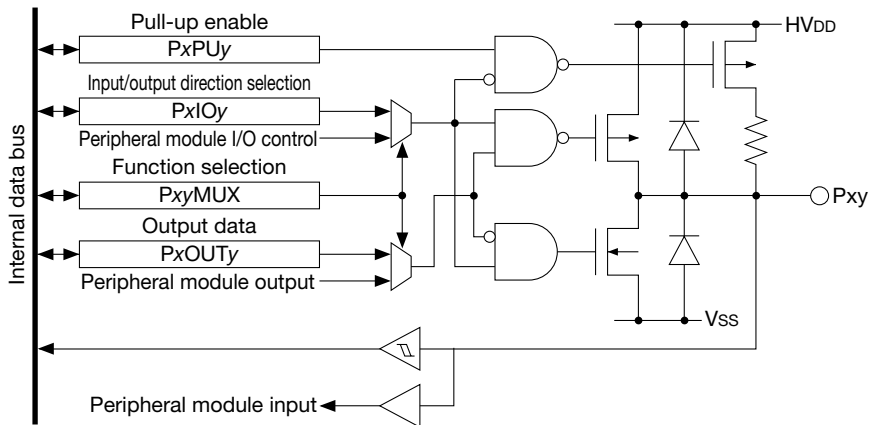 Pull-up enable
HVDD
PxPUy
Input/output direction selection
PxIOy
Peripheral module I/O control
Function selection
PxyMUX
Pxy
Output data
PxOUTy
Peripheral module output
VSS
Internal data bus
Peripheral module input